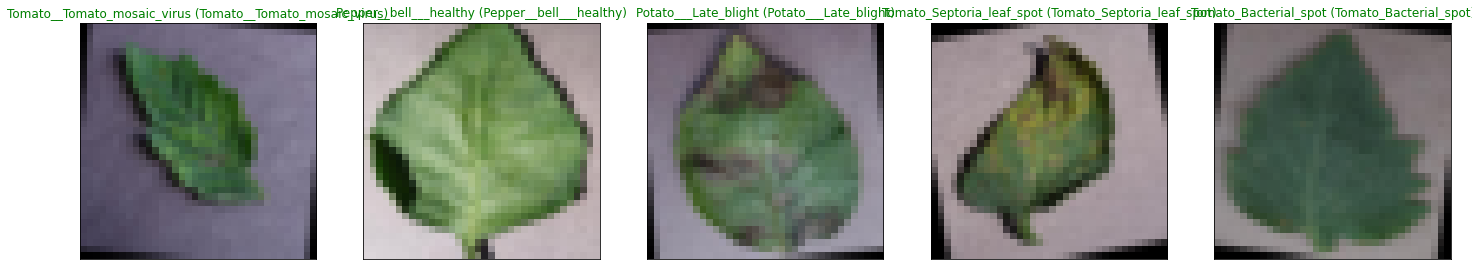 Tomato__Tomato_mosaic_virus (Tomato__Tomato_mosaic_virus)
Pepper__bell___healthy (Pepper__bell___healthy)
Potato___Late_blight (Potato___Late_blight)
Tomato_Septoria_leaf_spot (Tomato_Septoria_leaf_spot)
Tomato_Bacterial_spot (Tomato_Bacterial_spot